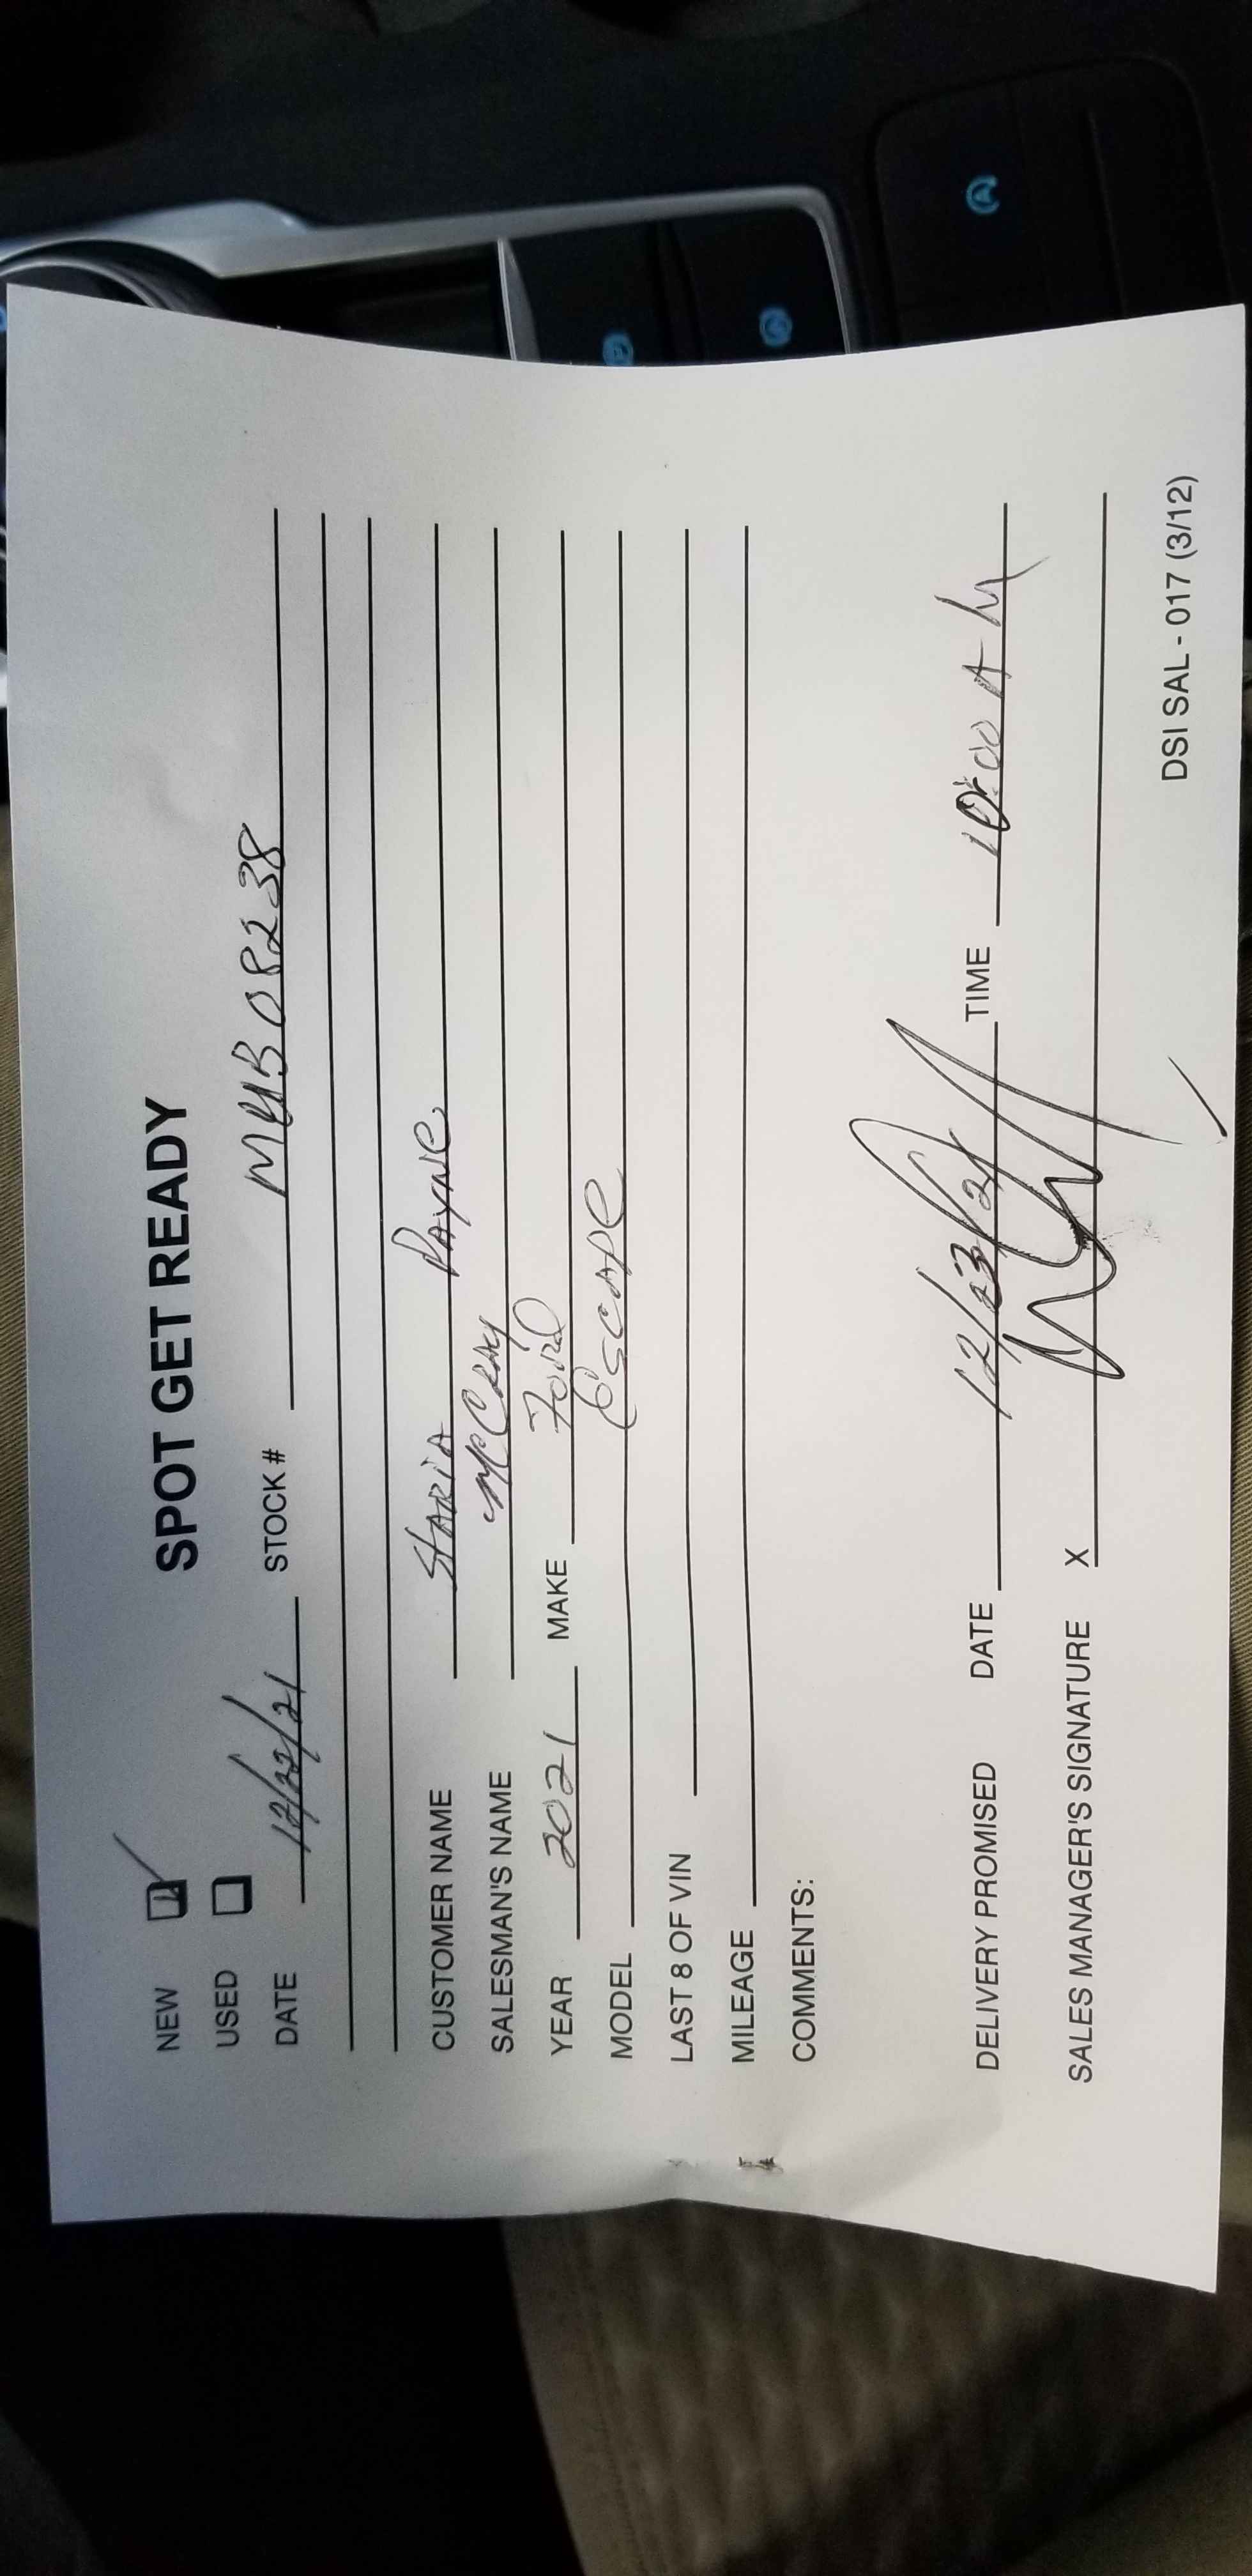 SPOT GET READY
NEW
USED
DATE 12/22/21 STOCK # MUB08238
CUSTOMER NAME Staria Payne
SALESMAN'S NAME McCray
YEAR 2021 MAKE Ford
MODEL Escape
LAST 8 OF VIN
MILEAGE
COMMENTS:
DELIVERY PROMISED DATE 12/23/21 TIME 10:00 AM
SALES MANAGER'S SIGNATURE X
DSI SAL - 017 (3/12)